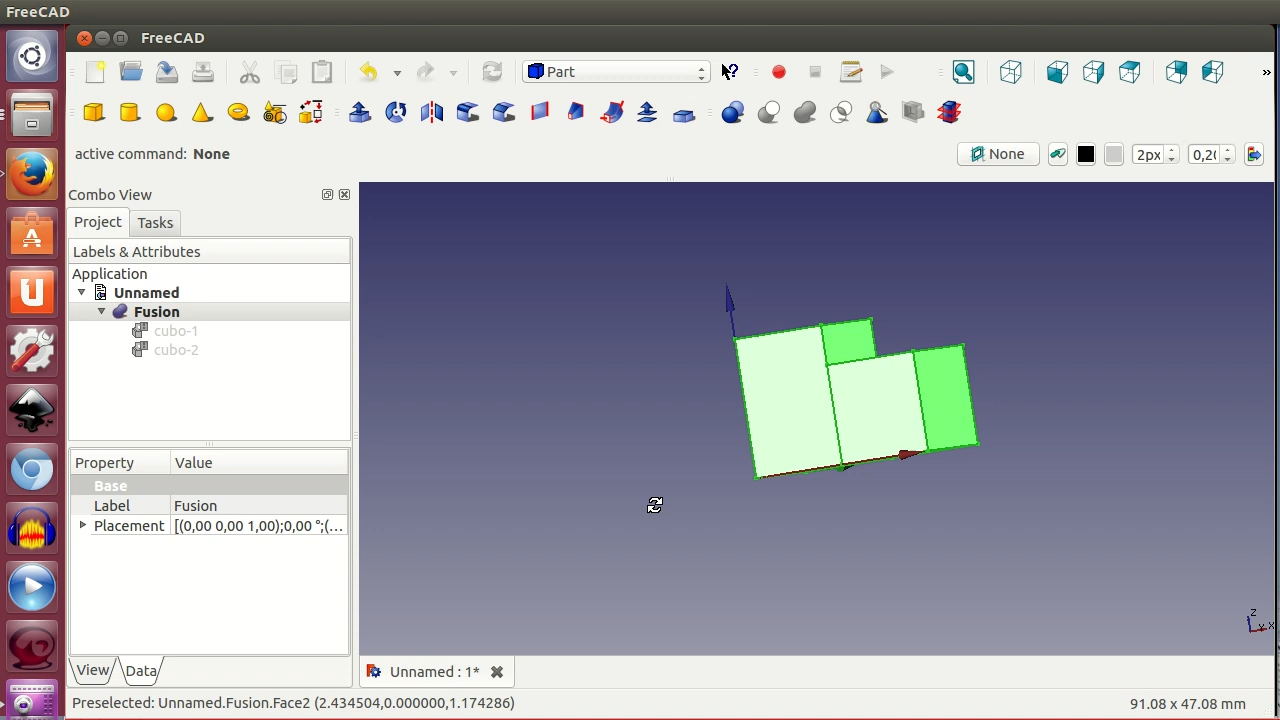 FreeCAD
FreeCAD
Part
?
»
active command: None
None
2px
0,20
Combo View
Project
Tasks
Labels & Attributes
Application
Unnamed
Fusion
cubo-1
cubo-2
Property
Value
Base
Label
Fusion
Placement
[(0,00 0,00 1,00);0,00 °;(...
View
Data
Unnamed : 1*
Z
Y
X
Preselected: Unnamed.Fusion.Face2 (2.434504,0.000000,1.174286)
91.08 x 47.08 mm